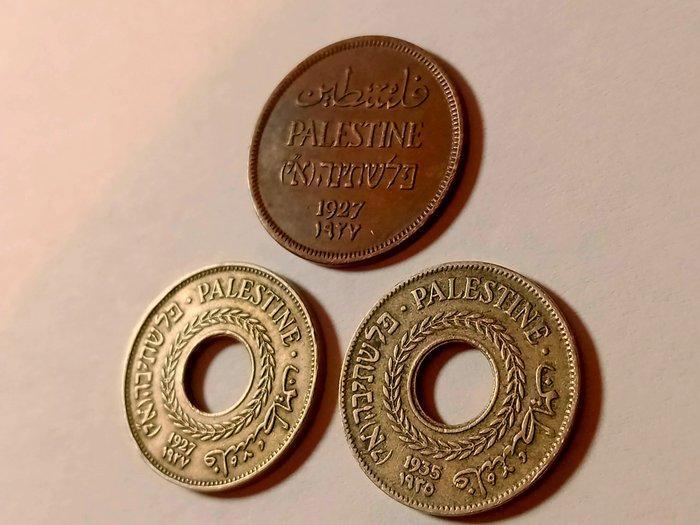 فلسطين
PALESTINE
פלשתינה (א״י)
1927
١٩٢٧
PALESTINE
פלשתינה (א״י)
1927
١٩٢٧
فلسطين
PALESTINE
פלשתינה (א״י)
1935
١٩٣٥
فلسطين